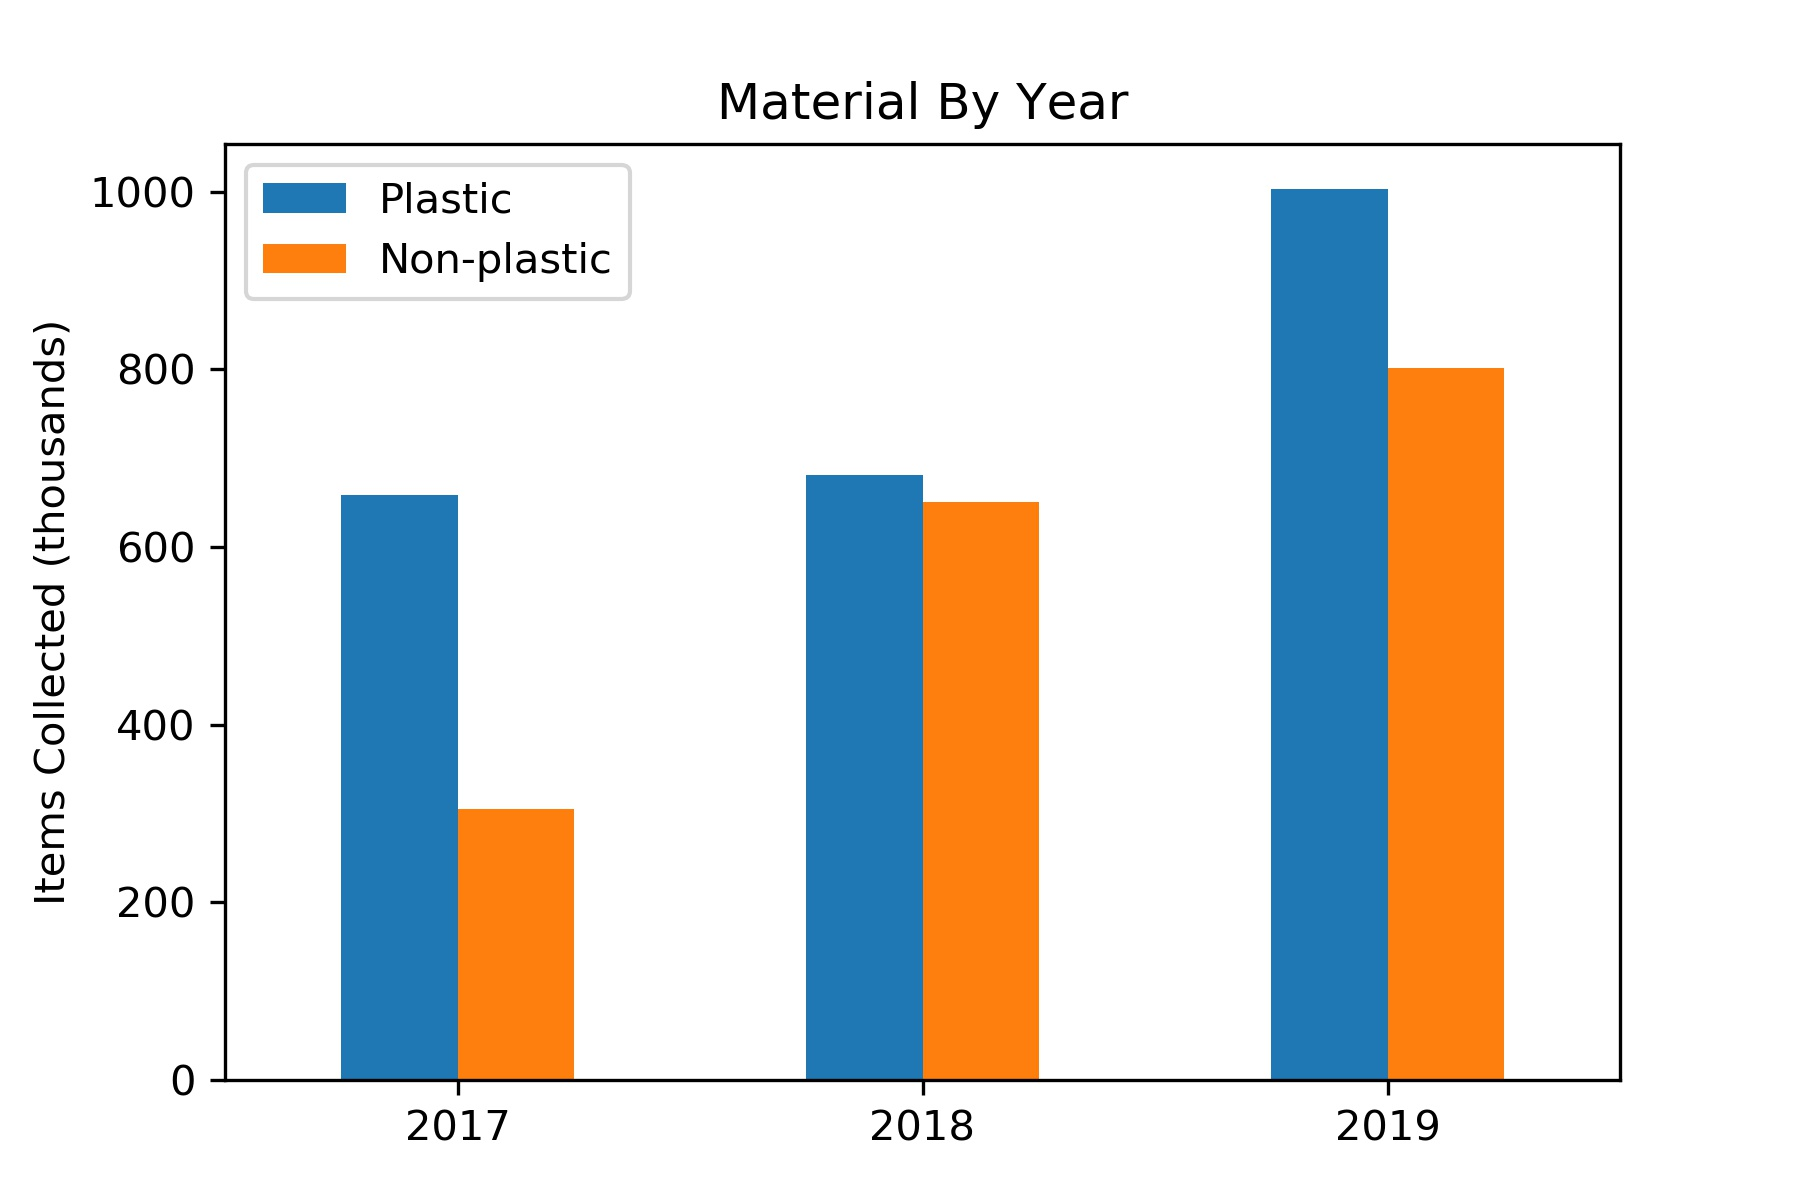 Material By Year
Plastic
Non-plastic
Items Collected (thousands)
1000
800
600
400
200
0
2017
2018
2019